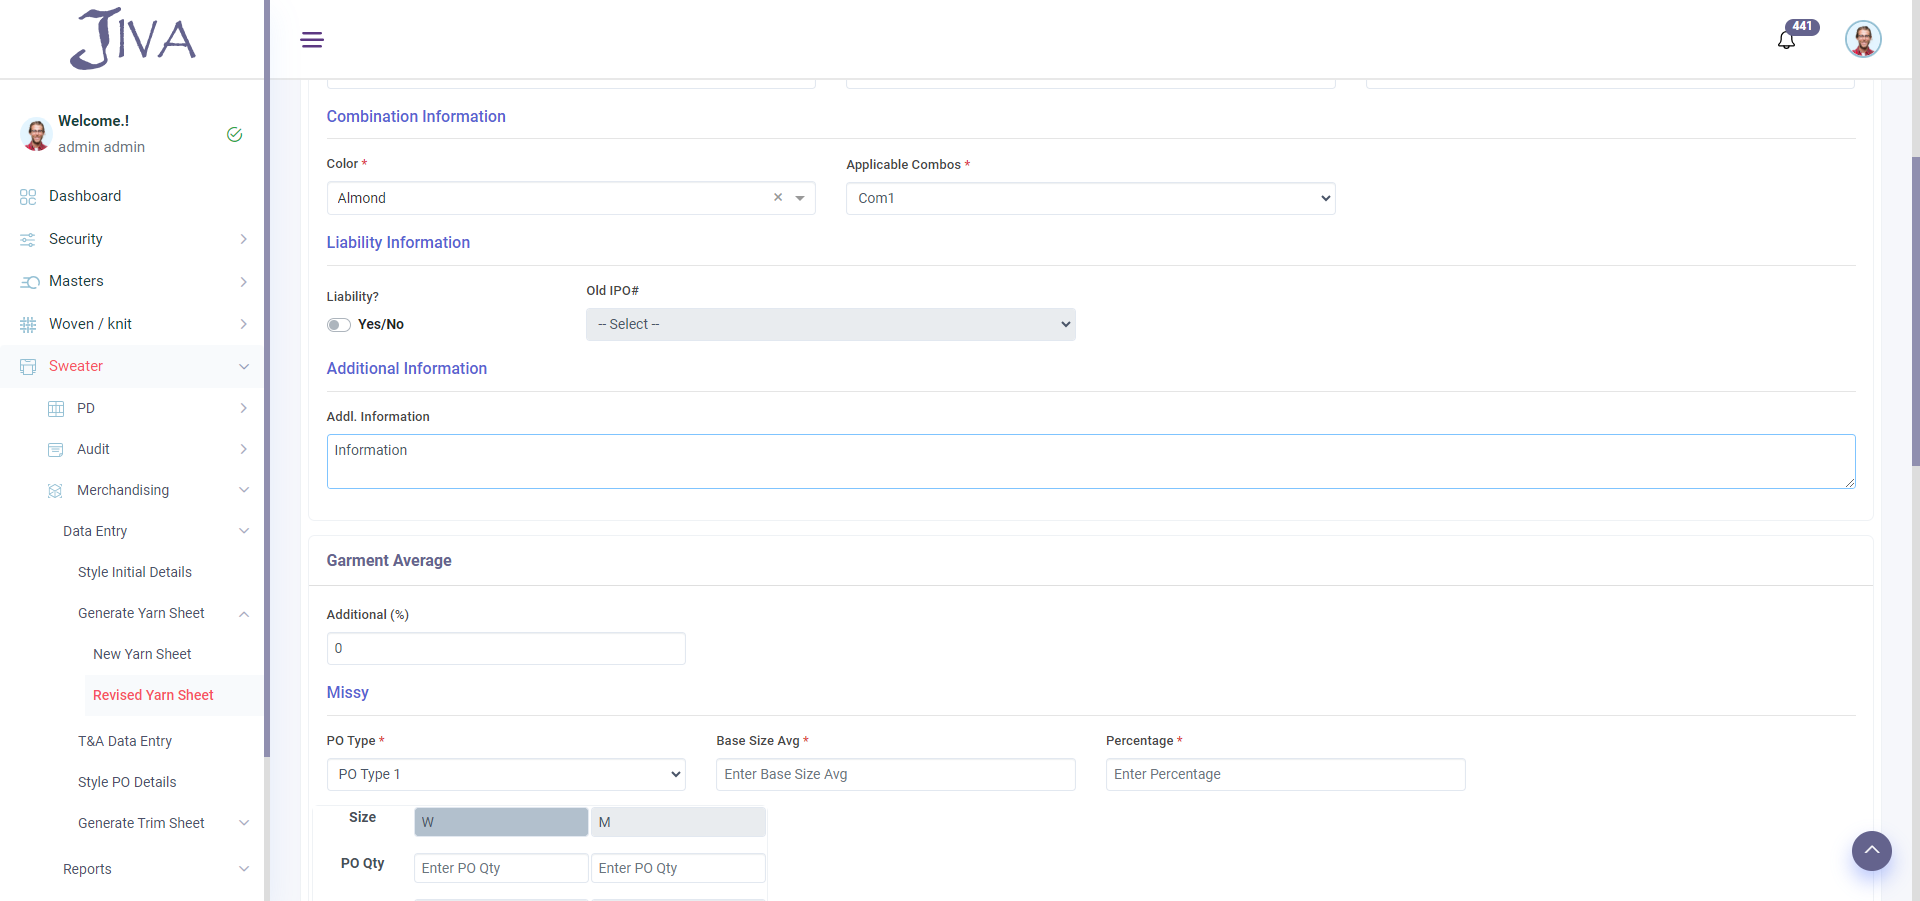 JIVA
441
Welcome.!
admin admin
Dashboard
Security
Masters
Woven / knit
Sweater
PD
Audit
Merchandising
Data Entry
Style Initial Details
Generate Yarn Sheet
New Yarn Sheet
Revised Yarn Sheet
T&A Data Entry
Style PO Details
Generate Trim Sheet
Reports
Combination Information
Color * Applicable Combos *
Almond × Com1
Liability Information
Liability? Old IPO#
Yes/No -- Select --
Additional Information
Addl. Information
Information
Garment Average
Additional (%)
0
Missy
PO Type * Base Size Avg * Percentage *
PO Type 1 Enter Base Size Avg Enter Percentage
Size W M
PO Qty Enter PO Qty Enter PO Qty